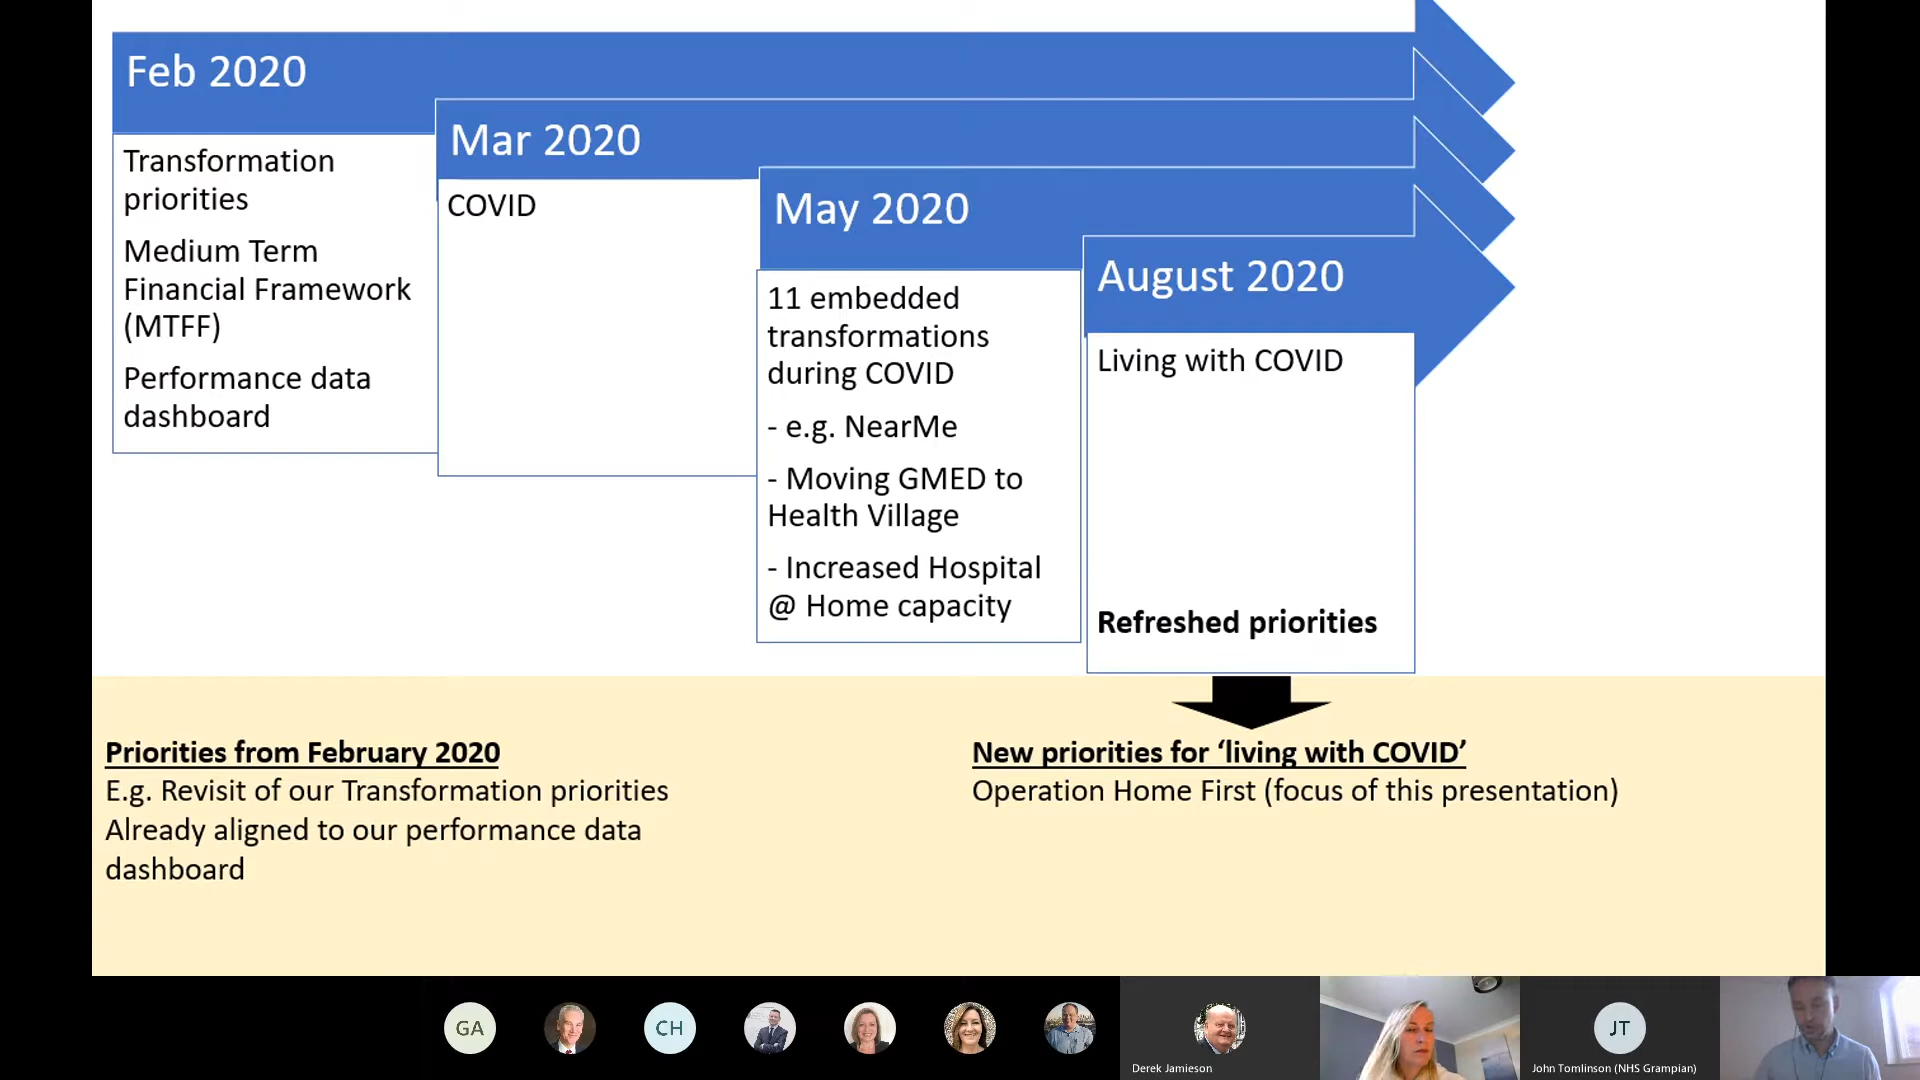 Feb 2020
Transformation
priorities
Medium Term
Financial Framework
(MTFF)
Performance data
dashboard
Mar 2020
COVID
May 2020
11 embedded
transformations
during COVID
- e.g. NearMe
- Moving GMED to
Health Village
- Increased Hospital
@ Home capacity
August 2020
Living with COVID
Refreshed priorities
Priorities from February 2020
E.g. Revisit of our Transformation priorities
Already aligned to our performance data
dashboard
New priorities for ‘living with COVID’
Operation Home First (focus of this presentation)
GA
CH
Derek Jamieson
JT
John Tomlinson (NHS Grampian)